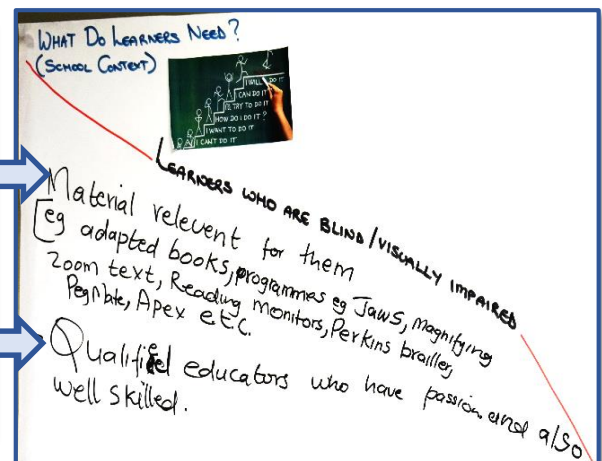 WHAT DO LEARNERS NEED?
(SCHOOL CONTEXT)
I WILL DO IT
I CAN DO IT
I'LL TRY TO DO IT
HOW DO I DO IT?
I WANT TO DO IT
I CAN'T DO IT
LEARNERS WHO ARE BLIND/VISUALLY IMPAIRED
Material relevent for them
[eg adapted books, programmes eg Jaws, Magnifying
Zoom text, Reading monitors, Perkins brailler,
Mate, Apex etc.
Qualified educators who have passion and also
well skilled.